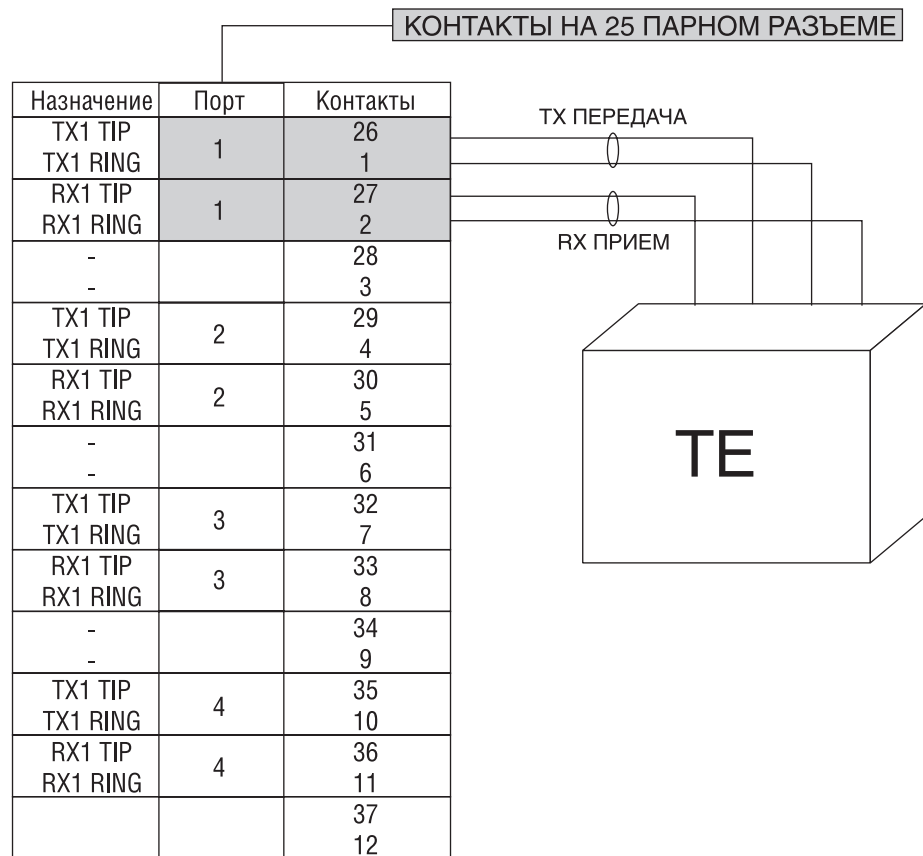 КОНТАКТЫ НА 25 ПАРНОМ РАЗЪЕМЕ
Назначение Порт Контакты
TX1 TIP 1 26
TX1 RING 1
RX1 TIP 1 27
RX1 RING 2
- 28
- 3
TX1 TIP 2 29
TX1 RING 4
RX1 TIP 2 30
RX1 RING 5
- 31
- 6
TX1 TIP 3 32
TX1 RING 7
RX1 TIP 3 33
RX1 RING 8
- 34
- 9
TX1 TIP 4 35
TX1 RING 10
RX1 TIP 4 36
RX1 RING 11
37
12
TX ПЕРЕДАЧА
RX ПРИЕМ
TE